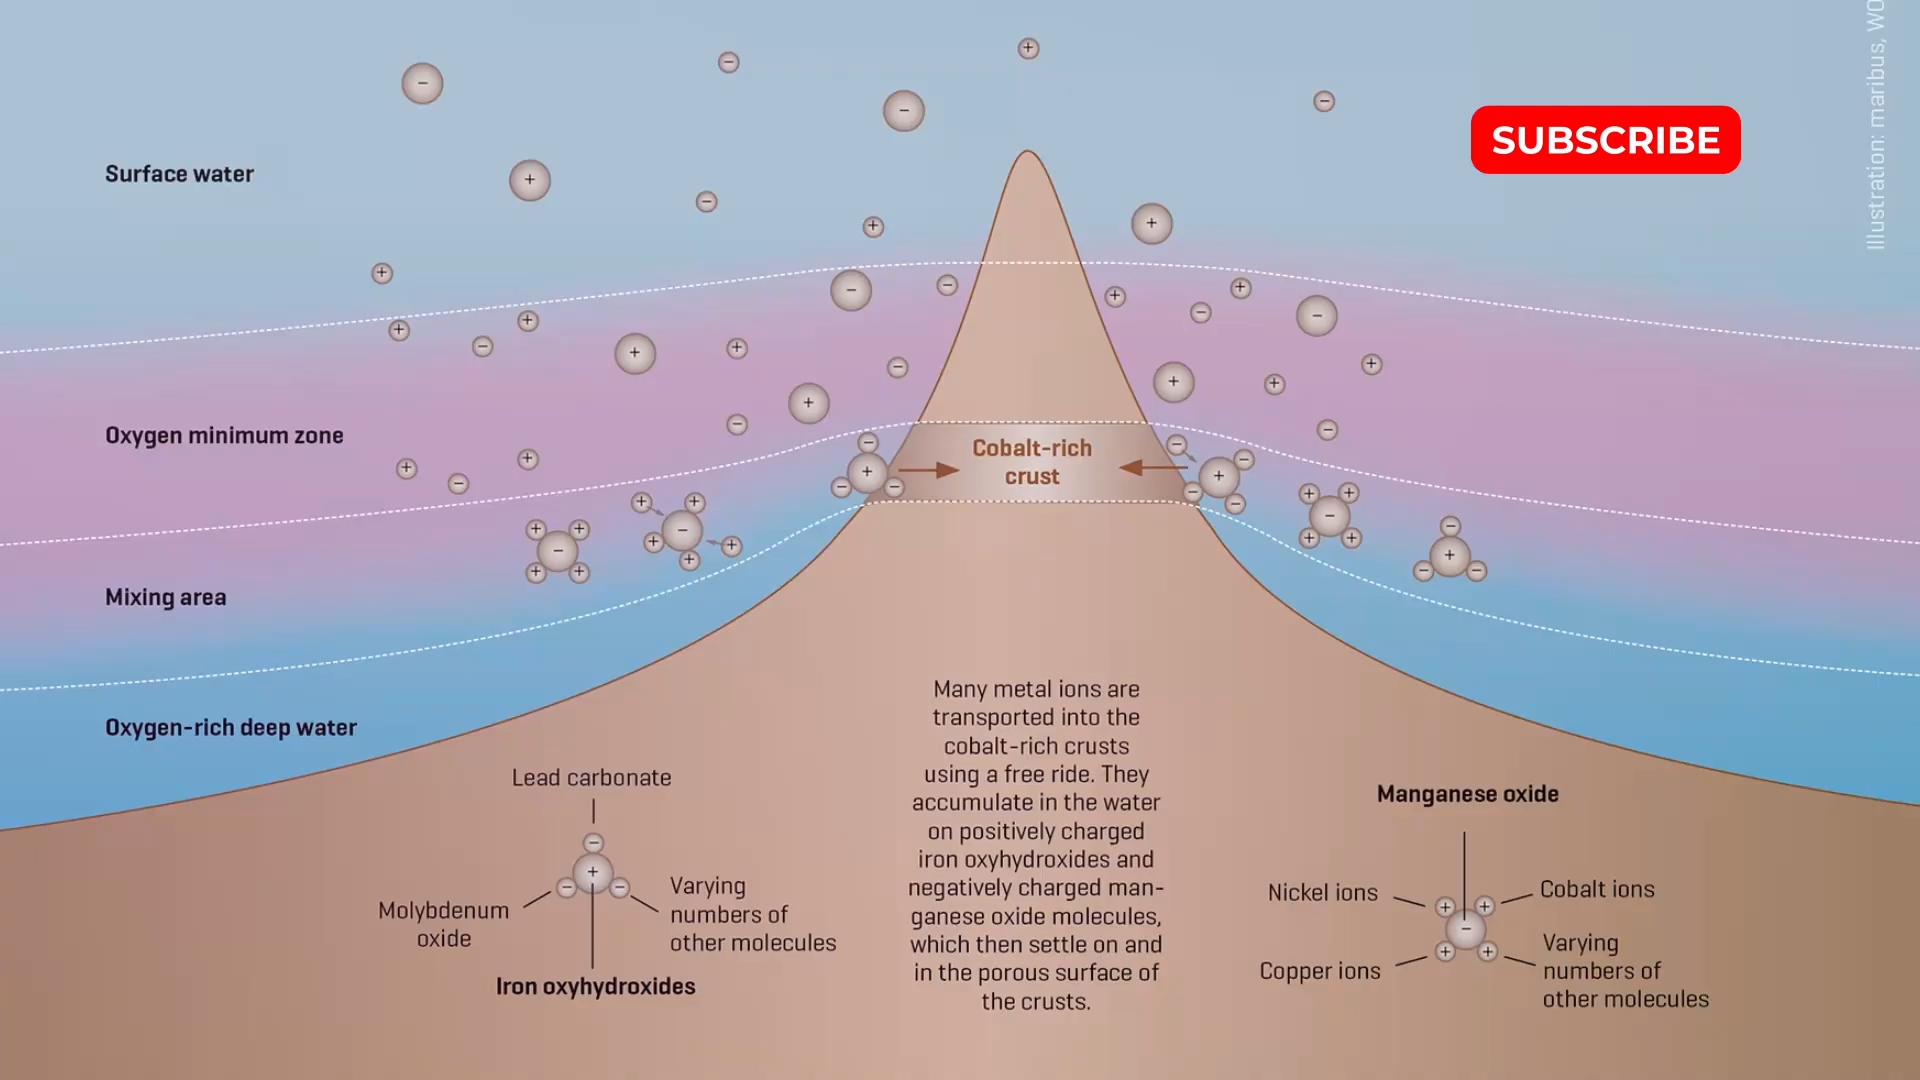 Illustration: maribus,
SUBSCRIBE
Surface water
Oxygen minimum zone
Cobalt-rich
crust
Mixing area
Oxygen-rich deep water
Lead carbonate
Molybdenum
oxide
Varying
numbers of
other molecules
Iron oxyhydroxides
Many metal ions are
transported into the
cobalt-rich crusts
using a free ride. They
accumulate in the water
on positively charged
iron oxyhydroxides and
negatively charged man-
ganese oxide molecules,
which then settle on and
in the porous surface of
the crusts.
Manganese oxide
Nickel ions
Cobalt ions
Copper ions
Varying
numbers of
other molecules